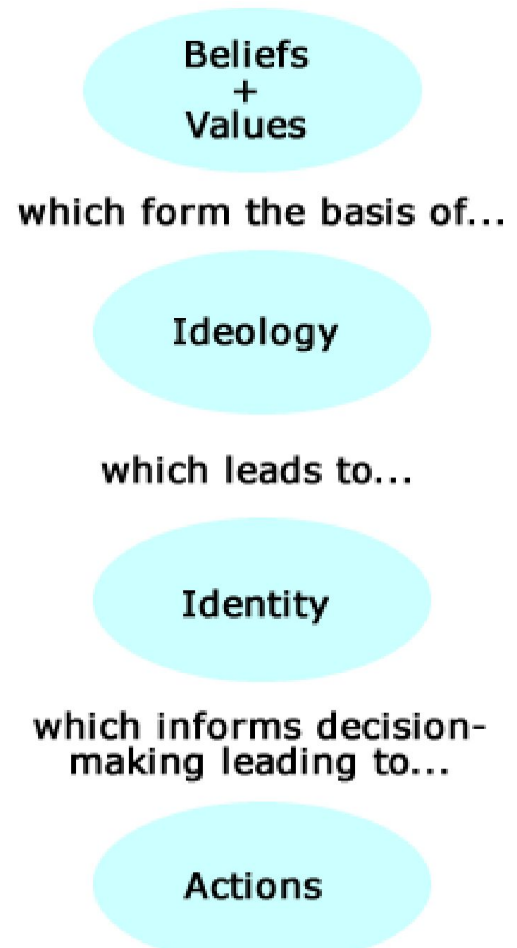 Beliefs
+
Values
which form the basis of...
Ideology
which leads to...
Identity
which informs decision-
making leading to...
Actions